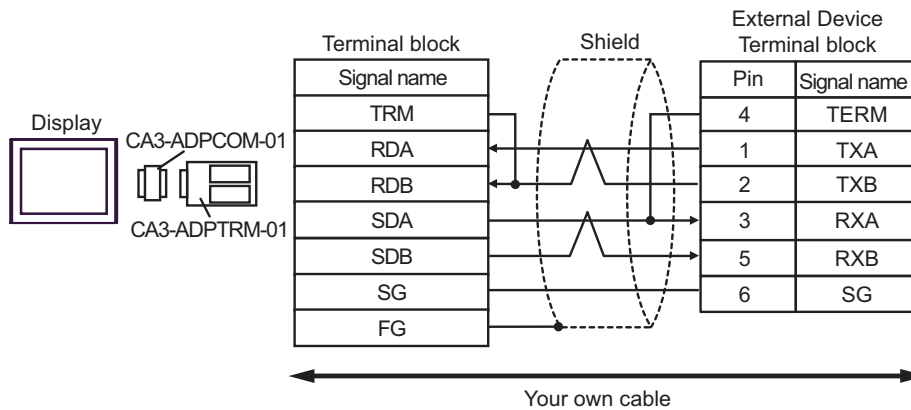 External Device
Terminal block Shield Terminal block
Signal name Pin Signal name
TRM 4 TERM
Display
CA3-ADPCOM-01
RDA 1 TXA
RDB 2 TXB
CA3-ADPTRM-01
SDA 3 RXA
SDB 5 RXB
SG 6 SG
FG
Your own cable